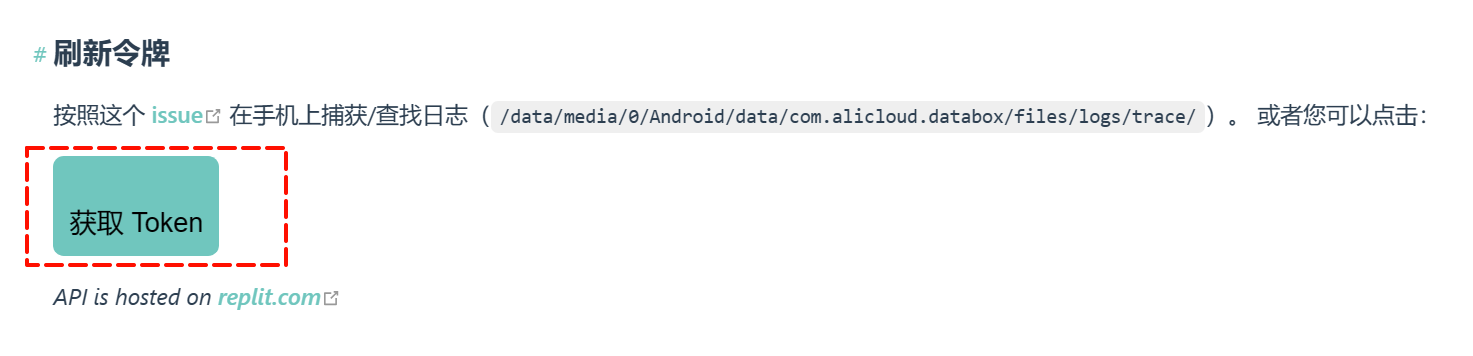 # 刷新令牌
按照这个 issue 在手机上捕获/查找日志（/data/media/0/Android/data/com.alicloud.databox/files/logs/trace/）。 或者您可以点击：
获取 Token
API is hosted on replit.com